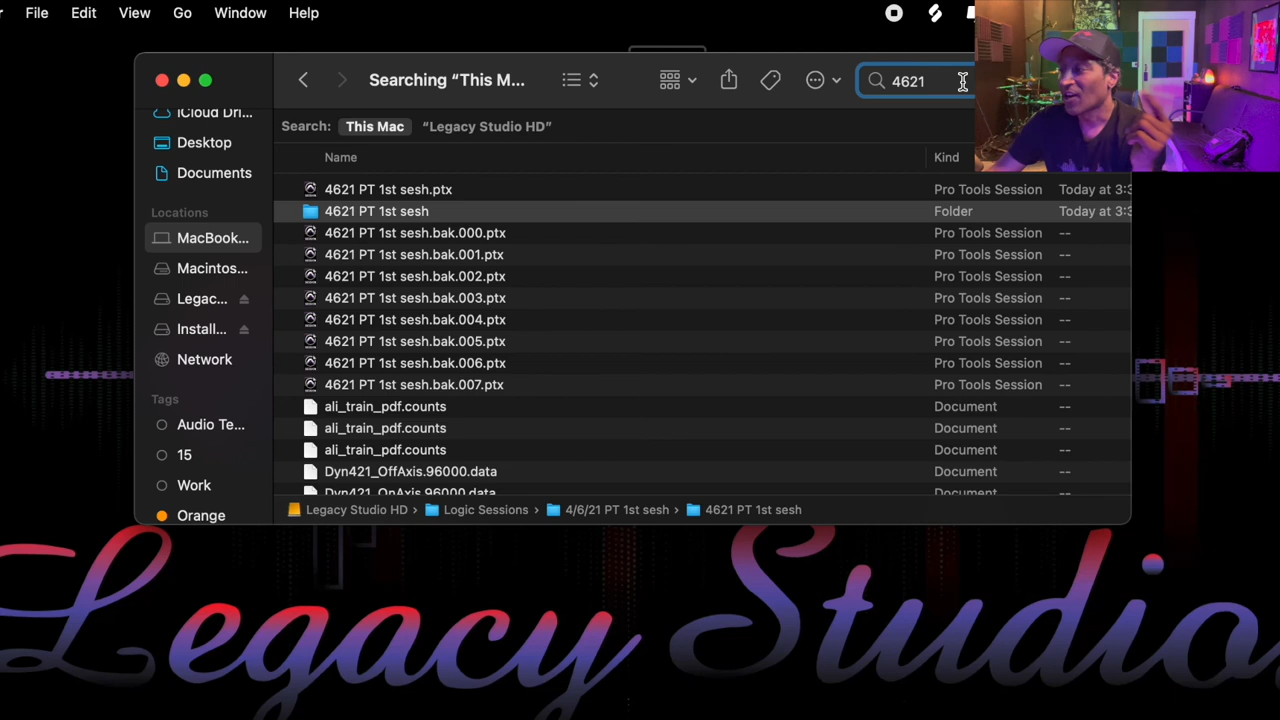 File Edit View Go Window Help
Searching “This M... 4621
Search: This Mac “Legacy Studio HD”
iCloud Dri...
Desktop
Documents
Locations
MacBook...
Macintos...
Legac...
Install...
Network
Tags
Audio Te...
15
Work
Orange
Name Kind
4621 PT 1st sesh.ptx Pro Tools Session Today at 3:3
4621 PT 1st sesh Folder Today at 3:3
4621 PT 1st sesh.bak.000.ptx Pro Tools Session --
4621 PT 1st sesh.bak.001.ptx Pro Tools Session --
4621 PT 1st sesh.bak.002.ptx Pro Tools Session --
4621 PT 1st sesh.bak.003.ptx Pro Tools Session --
4621 PT 1st sesh.bak.004.ptx Pro Tools Session --
4621 PT 1st sesh.bak.005.ptx Pro Tools Session --
4621 PT 1st sesh.bak.006.ptx Pro Tools Session --
4621 PT 1st sesh.bak.007.ptx Pro Tools Session --
ali_train_pdf.counts Document --
ali_train_pdf.counts Document --
ali_train_pdf.counts Document --
Dyn421_OffAxis.96000.data Document --
Dyn421_OnAxis.96000.data Document --
Legacy Studio HD › Logic Sessions › 4/6/21 PT 1st sesh › 4621 PT 1st sesh
Legacy Studio